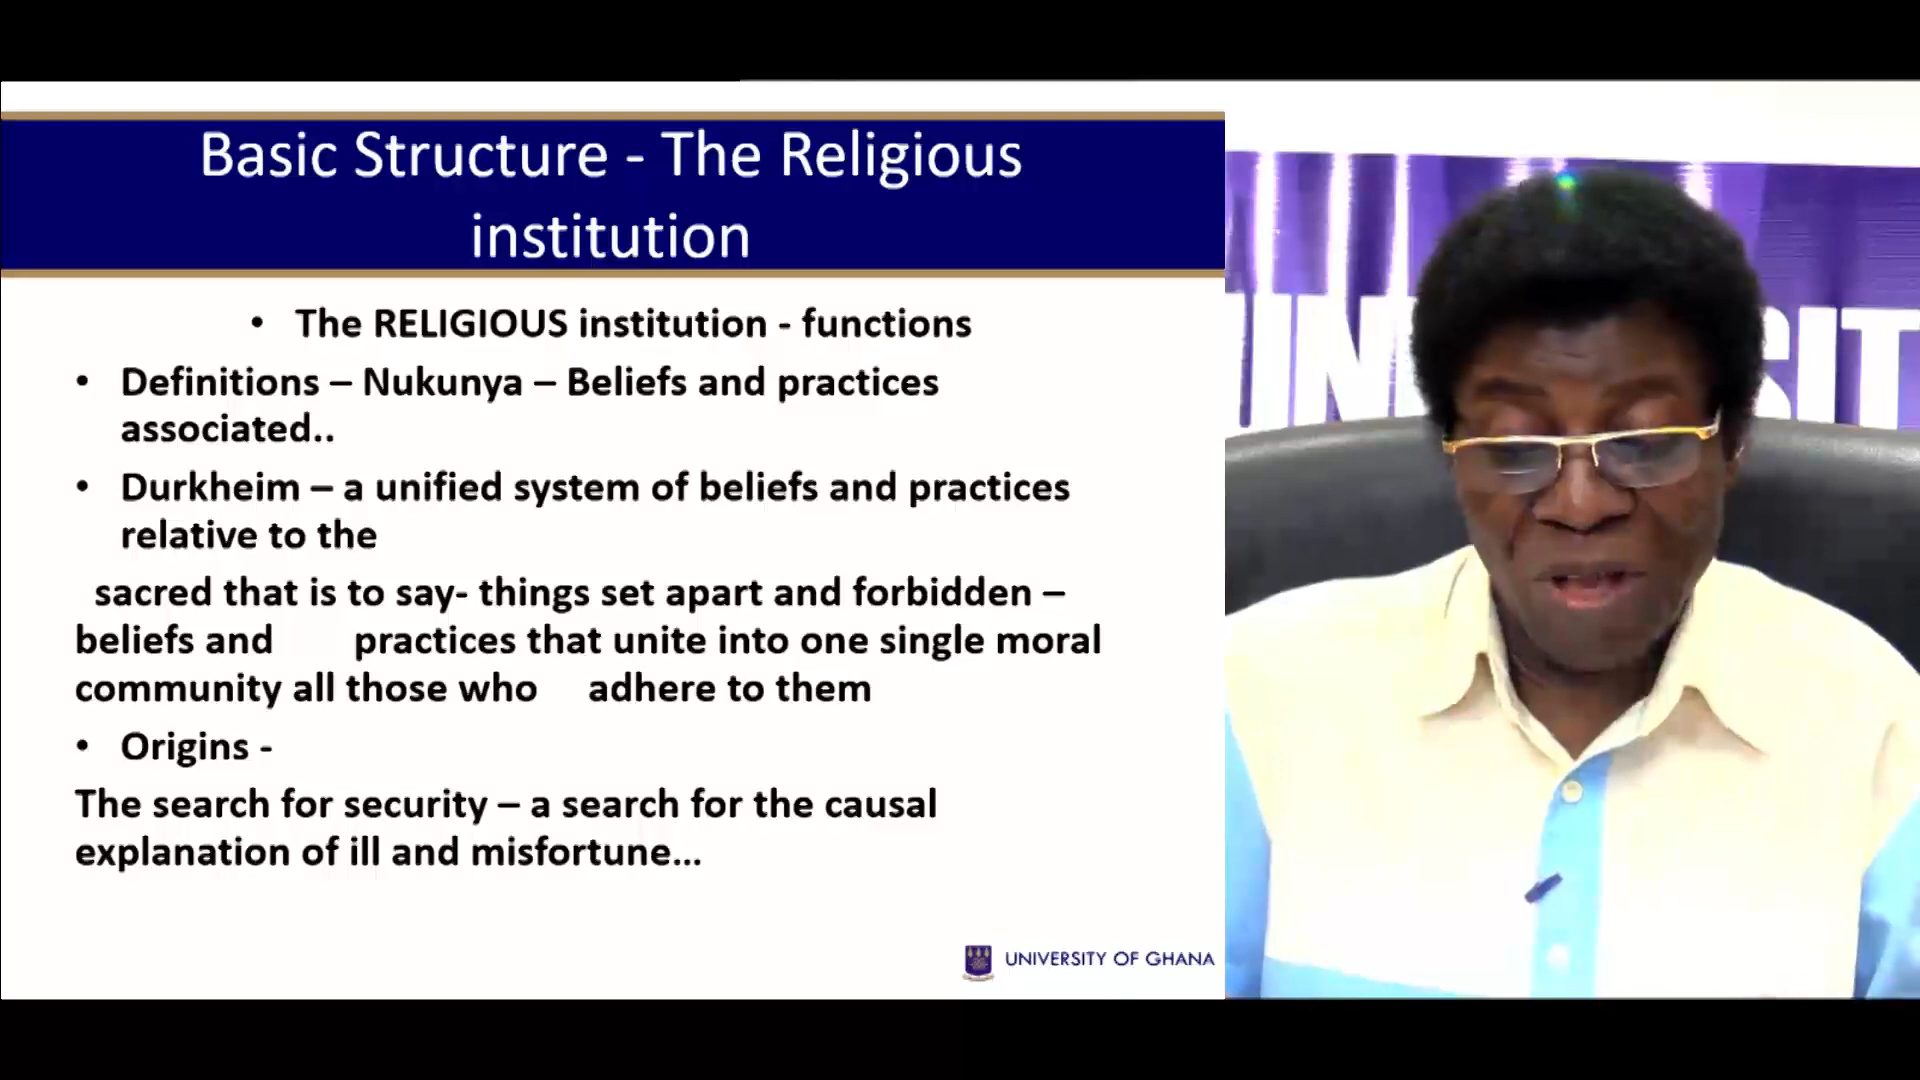 Basic Structure - The Religious
institution
• The RELIGIOUS institution - functions
• Definitions – Nukunya – Beliefs and practices
associated..
• Durkheim – a unified system of beliefs and practices
relative to the
sacred that is to say- things set apart and forbidden –
beliefs and practices that unite into one single moral
community all those who adhere to them
• Origins -
The search for security – a search for the causal
explanation of ill and misfortune...
UNIVERSITY OF GHANA